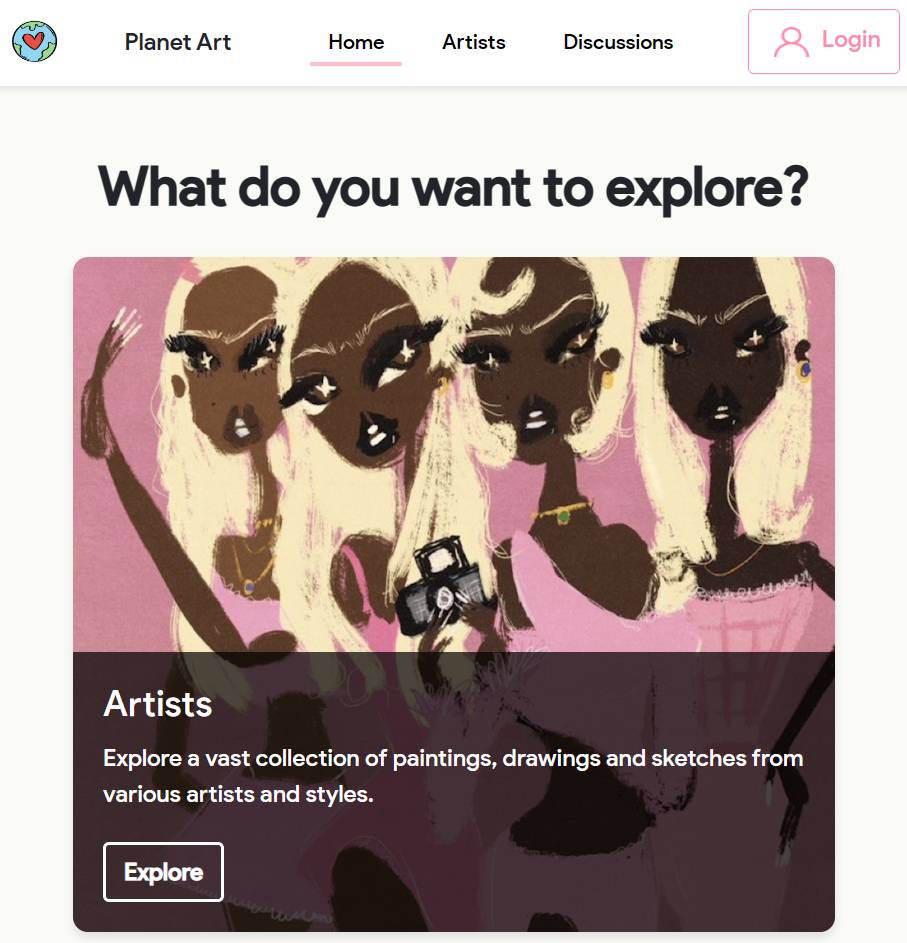 Planet Art
Home
Artists
Discussions
Login
What do you want to explore?
Artists
Explore a vast collection of paintings, drawings and sketches from
various artists and styles.
Explore